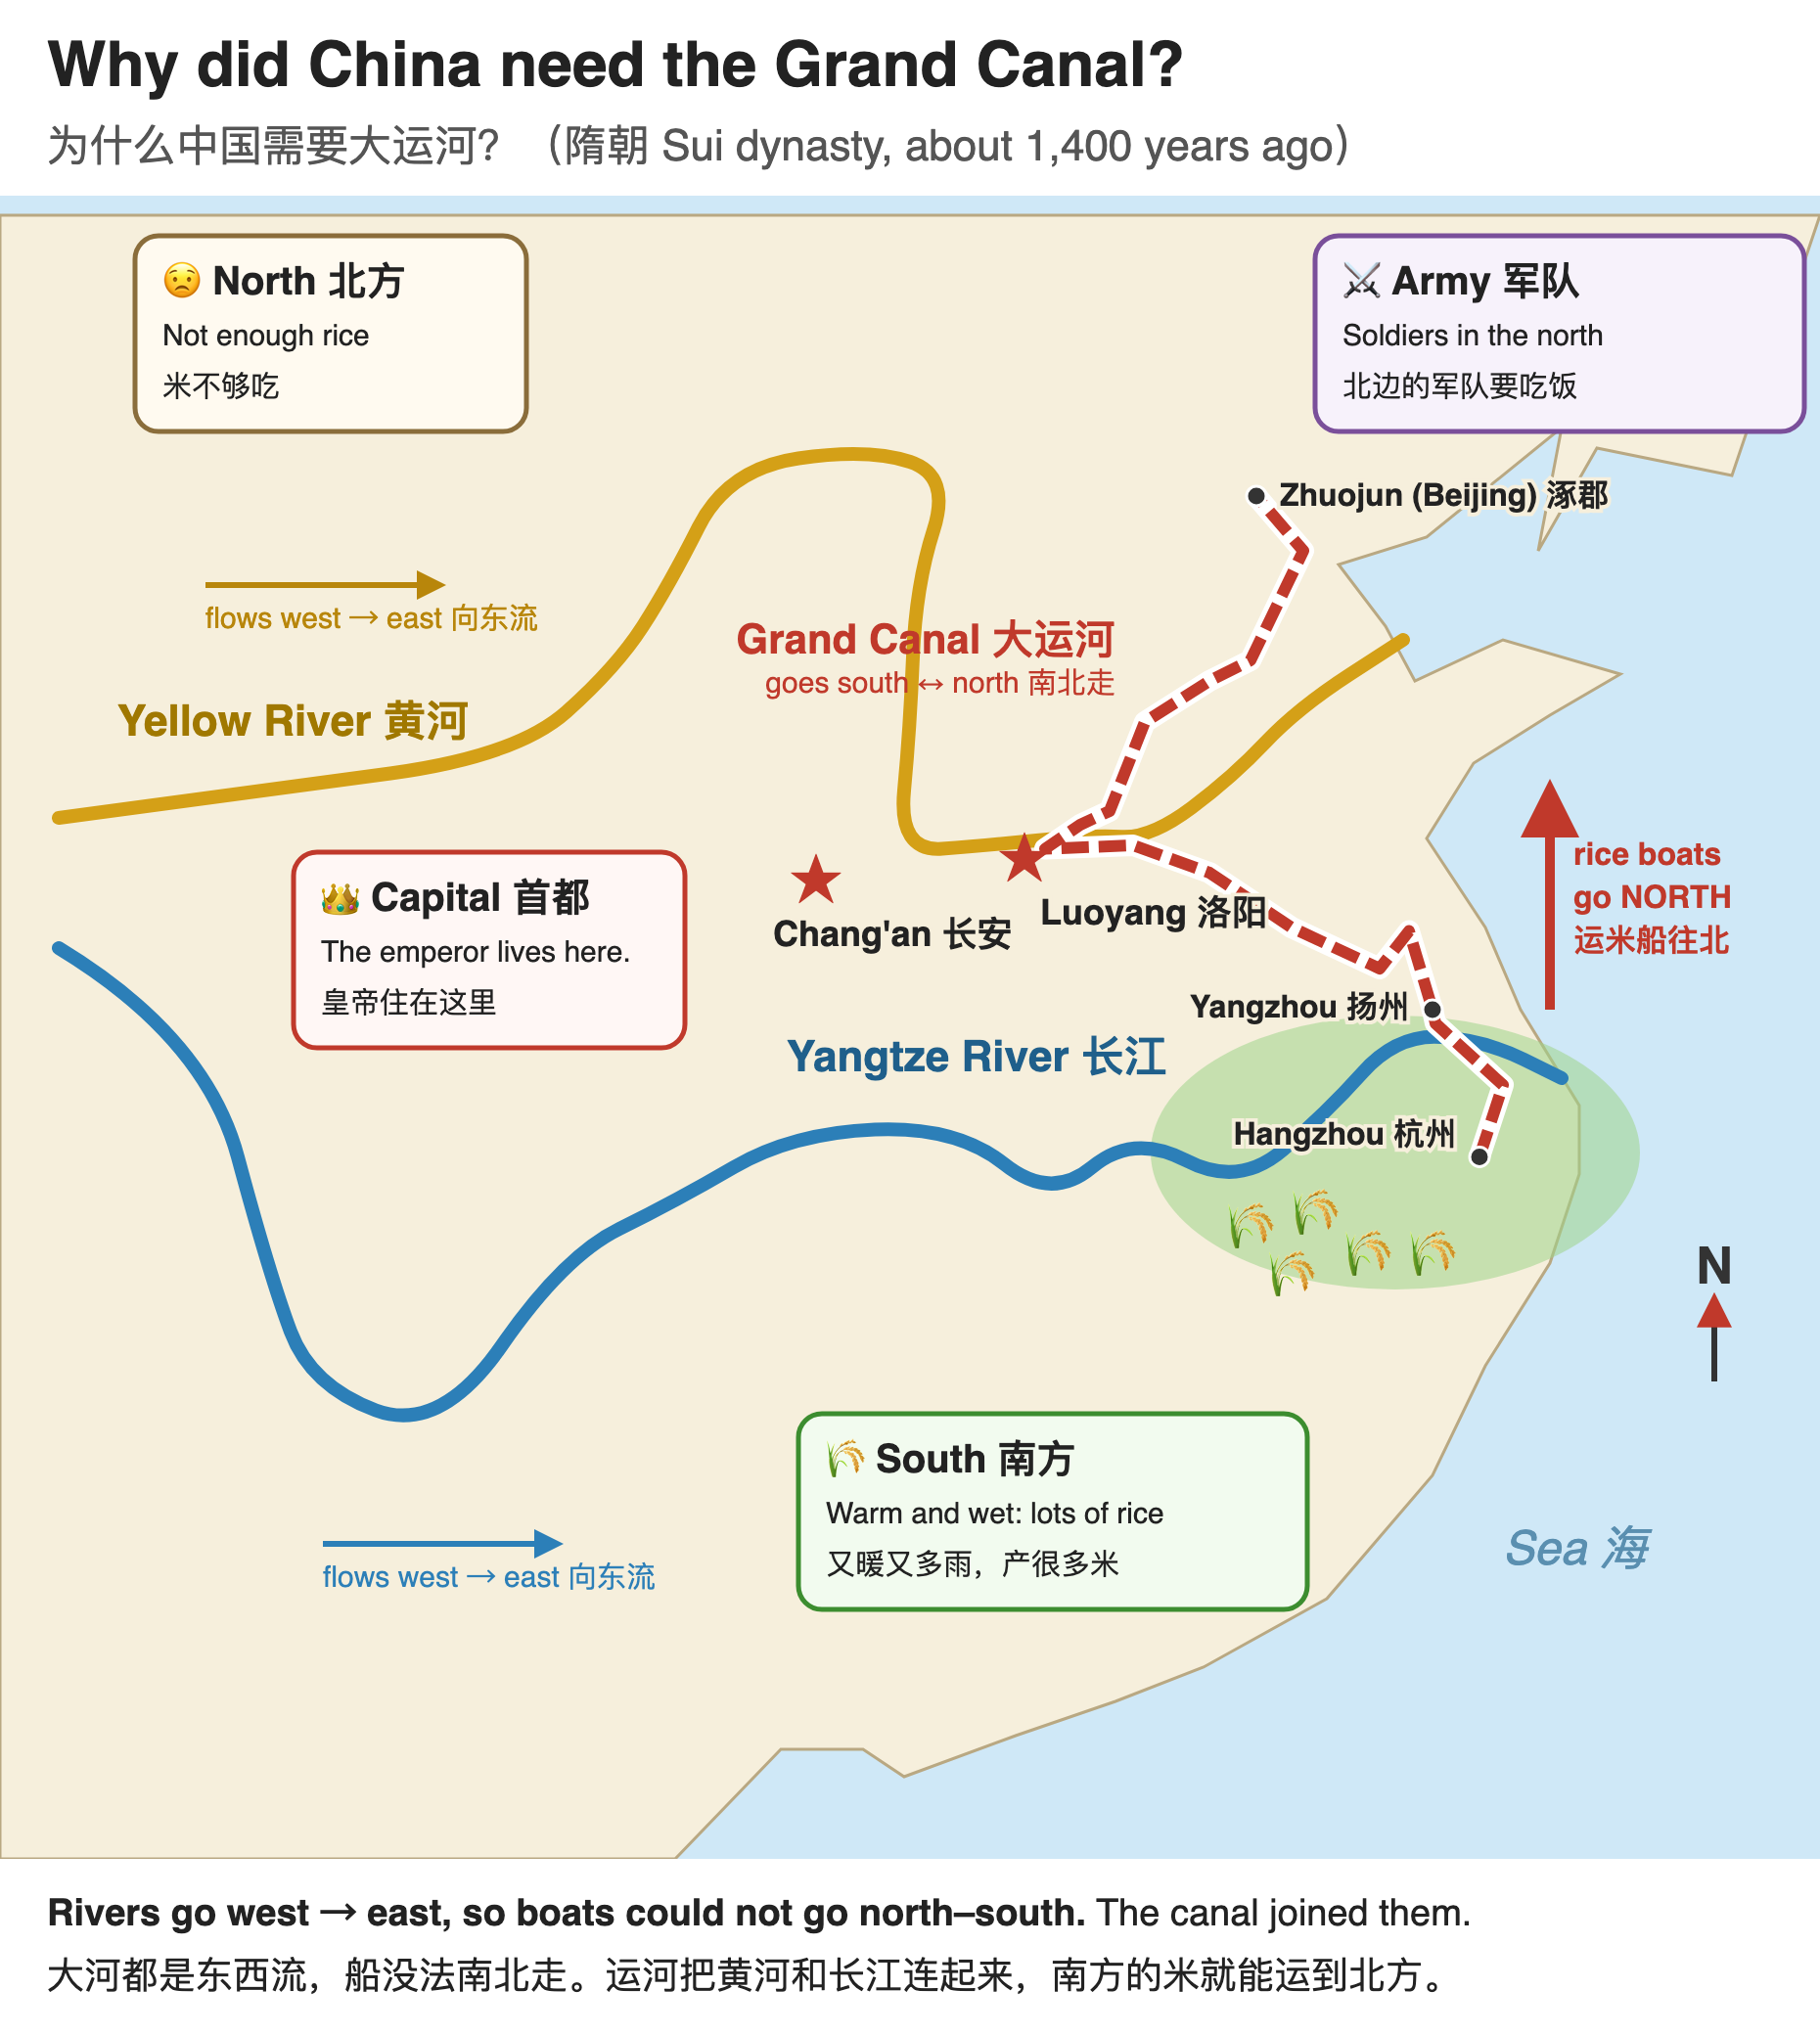 Why did China need the Grand Canal?
为什么中国需要大运河？（隋朝 Sui dynasty, about 1,400 years ago）
North 北方
Not enough rice
米不够吃
Army 军队
Soldiers in the north
北边的军队要吃饭
Zhuojun (Beijing) 涿郡
flows west → east 向东流
Grand Canal 大运河
goes south ↔ north 南北走
Yellow River 黄河
Capital 首都
The emperor lives here.
皇帝住在这里
Chang'an 长安
Luoyang 洛阳
rice boats
go NORTH
运米船往北
Yangzhou 扬州
Yangtze River 长江
Hangzhou 杭州
N
South 南方
Warm and wet: lots of rice
又暖又多雨，产很多米
flows west → east 向东流
Sea 海
Rivers go west → east, so boats could not go north–south. The canal joined them.
大河都是东西流，船没法南北走。运河把黄河和长江连起来，南方的米就能运到北方。